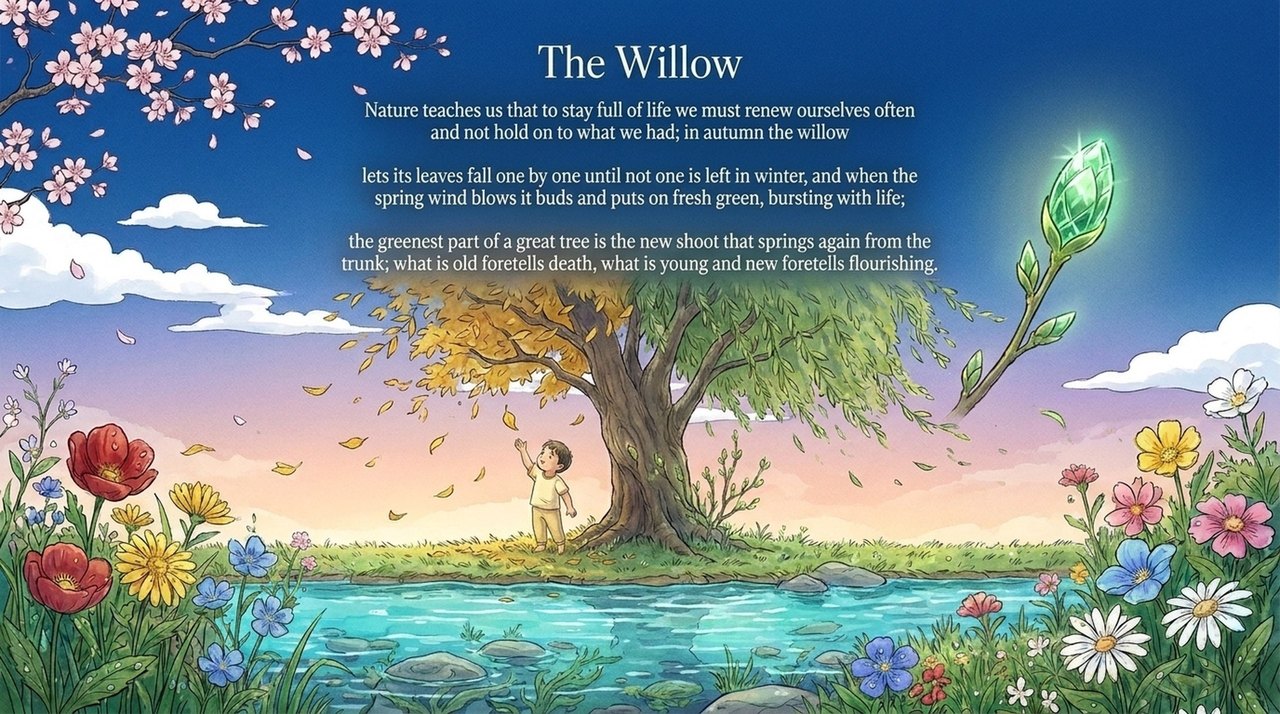 The Willow
Nature teaches us that to stay full of life we must renew ourselves often
and not hold on to what we had; in autumn the willow
lets its leaves fall one by one until not one is left in winter, and when the
spring wind blows it buds and puts on fresh green, bursting with life;
the greenest part of a great tree is the new shoot that springs again from the
trunk; what is old foretells death, what is young and new foretells flourishing.